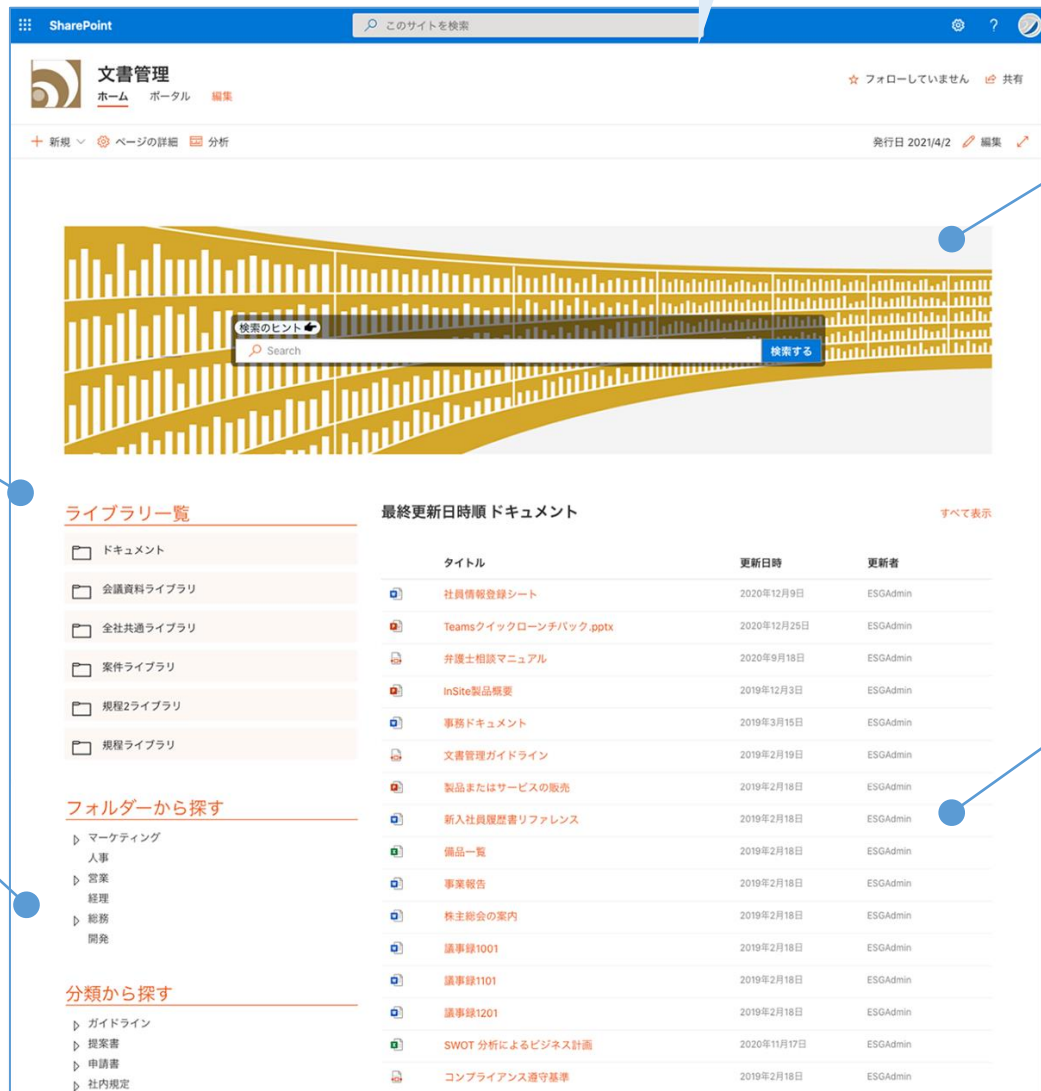 SharePoint
このサイトを検索
?
文書管理
ホーム ポータル 編集
フォローしていません 共有
新規 ページの詳細 分析
発行日 2021/4/2 編集
検索のヒント
Search 検索する
ライブラリ一覧
ドキュメント
会議資料ライブラリ
全社共通ライブラリ
案件ライブラリ
規程2ライブラリ
規程ライブラリ
フォルダーから探す
マーケティング
人事
営業
経理
総務
開発
分類から探す
ガイドライン
提案書
申請書
社内規定
最終更新日時順 ドキュメント すべて表示
タイトル 更新日時 更新者
社員情報登録シート 2020年12月9日 ESGAdmin
Teamsクイックローンチパック.pptx 2020年12月25日 ESGAdmin
弁護士相談マニュアル 2020年9月18日 ESGAdmin
InSite製品概要 2019年12月3日 ESGAdmin
事務ドキュメント 2019年3月15日 ESGAdmin
文書管理ガイドライン 2019年2月19日 ESGAdmin
製品またはサービスの販売 2019年2月18日 ESGAdmin
新入社員履歴書リファレンス 2019年2月18日 ESGAdmin
備品一覧 2019年2月18日 ESGAdmin
事業報告 2019年2月18日 ESGAdmin
株主総会の案内 2019年2月18日 ESGAdmin
議事録1001 2019年2月18日 ESGAdmin
議事録1101 2019年2月18日 ESGAdmin
議事録1201 2019年2月18日 ESGAdmin
SWOT 分析によるビジネス計画 2020年11月17日 ESGAdmin
コンプライアンス遵守基準 2019年2月18日 ESGAdmin